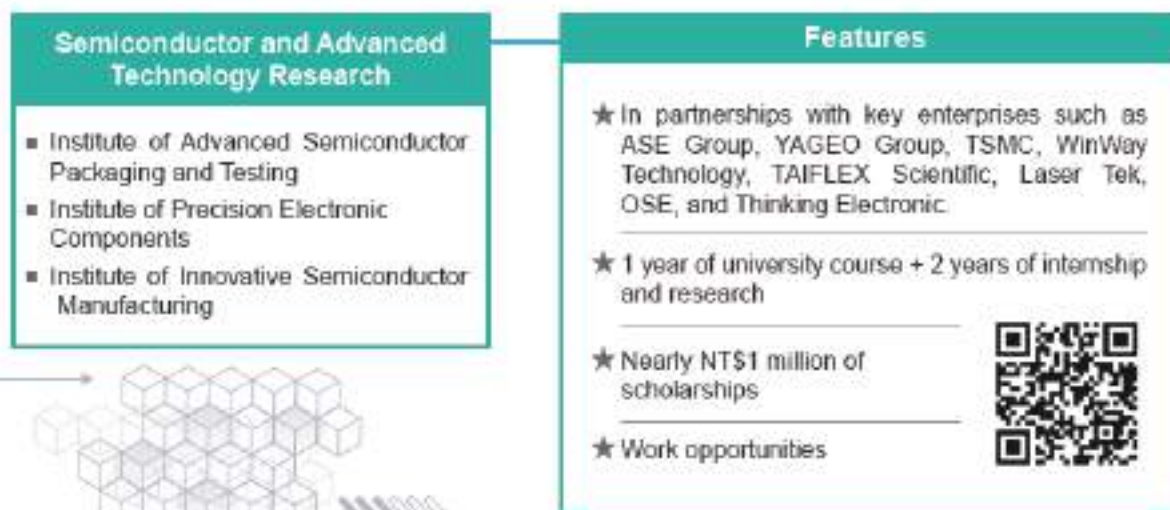 Semiconductor and Advanced
Technology Research
Institute of Advanced Semiconductor
Packaging and Testing
Institute of Precision Electronic
Components
Institute of Innovative Semiconductor
Manufacturing
Features
In partnerships with key enterprises such as
ASE Group, YAGEO Group, TSMC, WinWay
Technology, TAIFLEX Scientific, Laser Tek,
OSE, and Thinking Electronic.
1 year of university course + 2 years of internship
and research
Nearly NT$1 million of
scholarships
Work opportunities